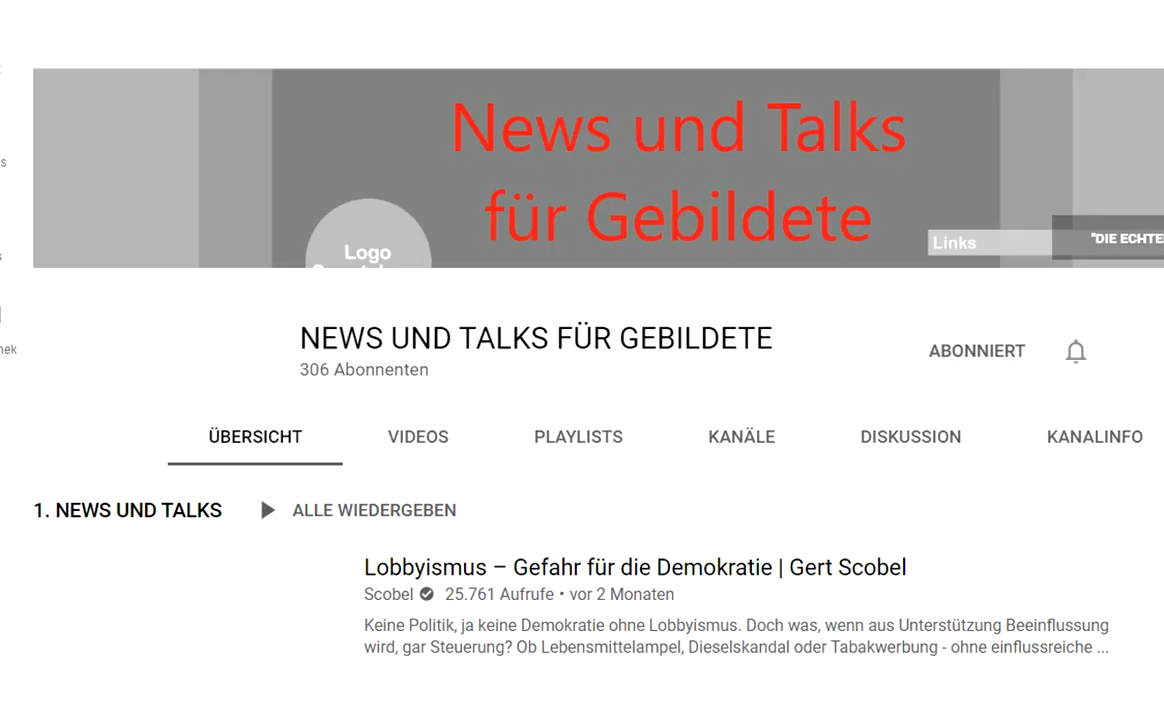 News und Talks
für Gebildete
Logo
Links
"DIE ECHTE
NEWS UND TALKS FÜR GEBILDETE
306 Abonnenten
ABONNIERT
ÜBERSICHT VIDEOS PLAYLISTS KANÄLE DISKUSSION KANALINFO
1. NEWS UND TALKS ALLE WIEDERGEBEN
Lobbyismus – Gefahr für die Demokratie | Gert Scobel
Scobel 25.761 Aufrufe • vor 2 Monaten
Keine Politik, ja keine Demokratie ohne Lobbyismus. Doch was, wenn aus Unterstützung Beeinflussung
wird, gar Steuerung? Ob Lebensmittelampel, Dieselskandal oder Tabakwerbung - ohne einflussreiche ...